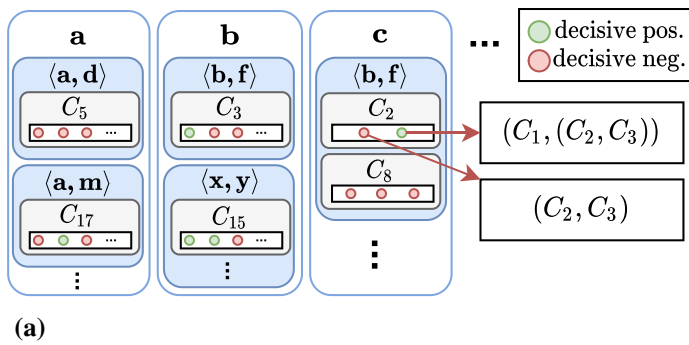 a b c ... decisive pos.
decisive neg.
⟨a, d⟩ ⟨b, f⟩ ⟨b, f⟩
C₅ C₃ C₂
... ...
(C₁, (C₂, C₃))
⟨a, m⟩ ⟨x, y⟩ C₈
C₁₇ C₁₅ (C₂, C₃)
... ...
⋮ ⋮ ⋮
(a)